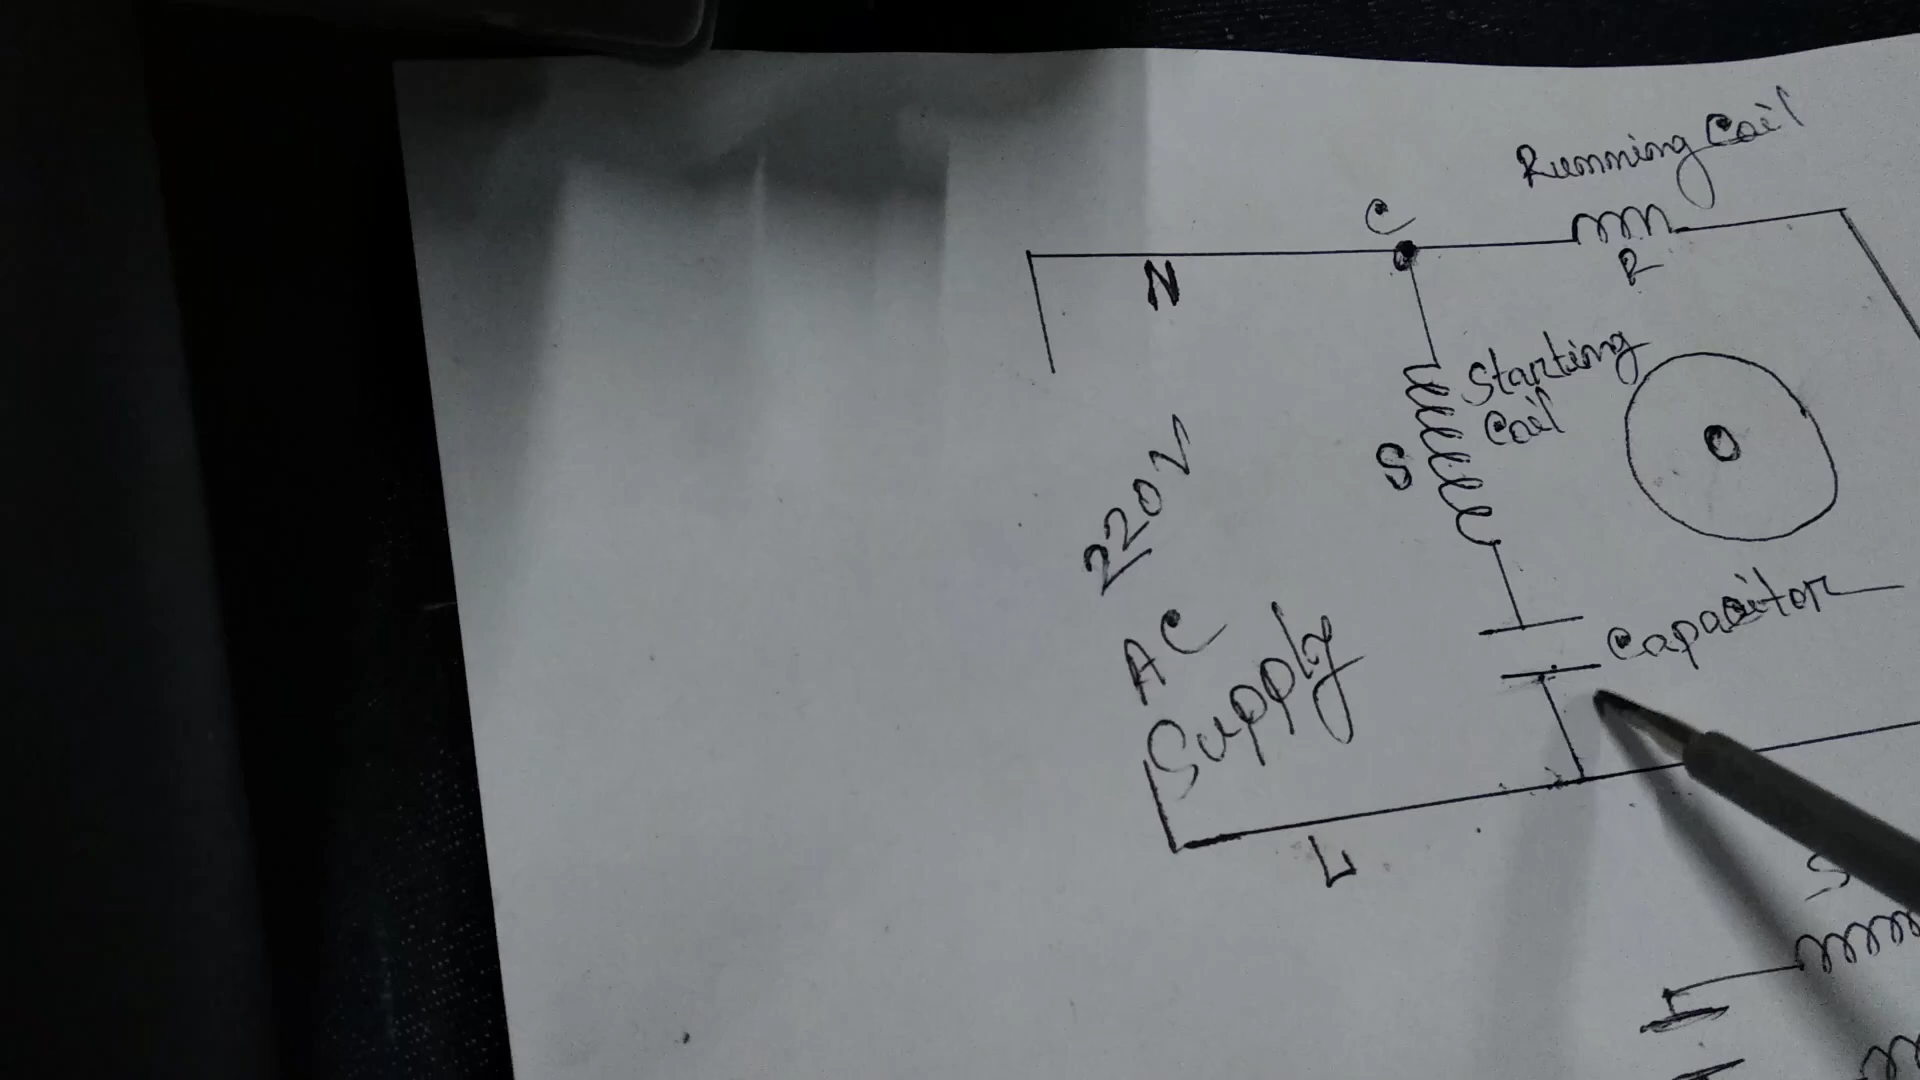 Running Coil
C
N
R
Starting
Coil
S
220V
AC
Supply
Capacitor
L
S